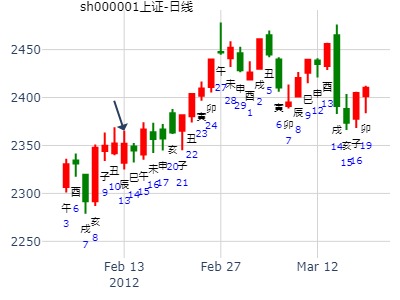 sh000001上证-日线
2450
2400
2350
2300
2250
午
3
酉
6
戌
7
亥
8
子
9
丑
10
辰
13
巳
14
午
15
未
16
申
17
亥
20
子
21
丑
22
寅
23
卯
24
午
27
未
28
申
29
酉
1
戌
2
丑
5
寅
6
卯
7
辰
8
巳
9
申
12
酉
13
戌
14
亥
15
子
16
卯
19
Feb 13
2012
Feb 27
Mar 12